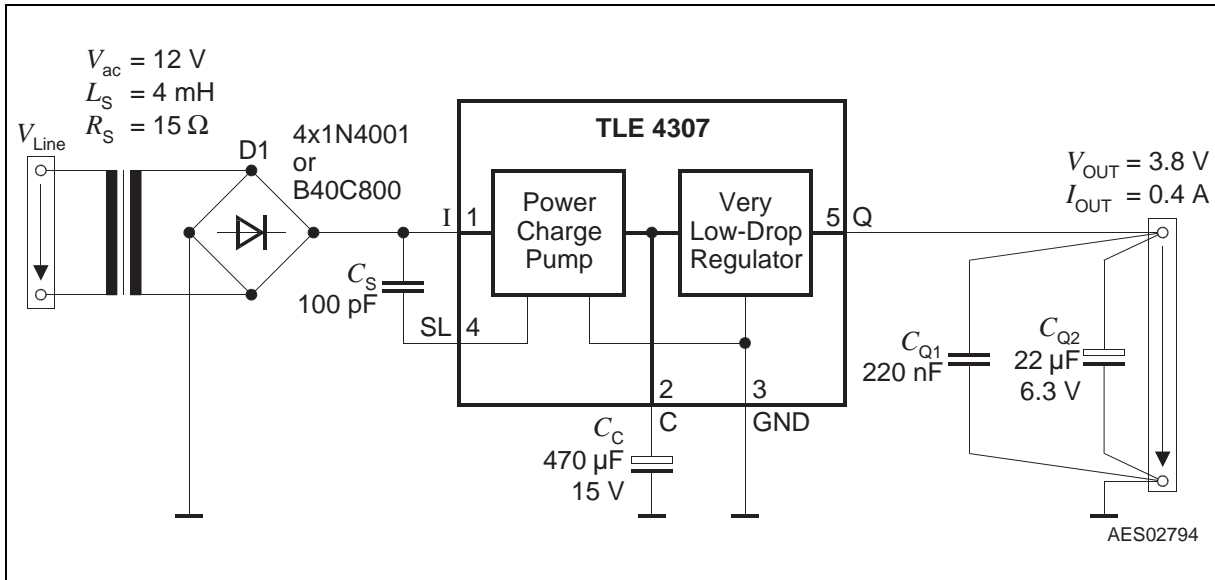 V_ac = 12 V
L_S = 4 mH
R_S = 15 Ω
V_Line
D1
4x1N4001
or
B40C800
TLE 4307
I
1
Power
Charge
Pump
Very
Low-Drop
Regulator
5
Q
V_OUT = 3.8 V
I_OUT = 0.4 A
C_S
100 pF
SL
4
C_Q1
220 nF
C_Q2
22 µF
6.3 V
2
3
C
GND
C_C
470 µF
15 V
AES02794